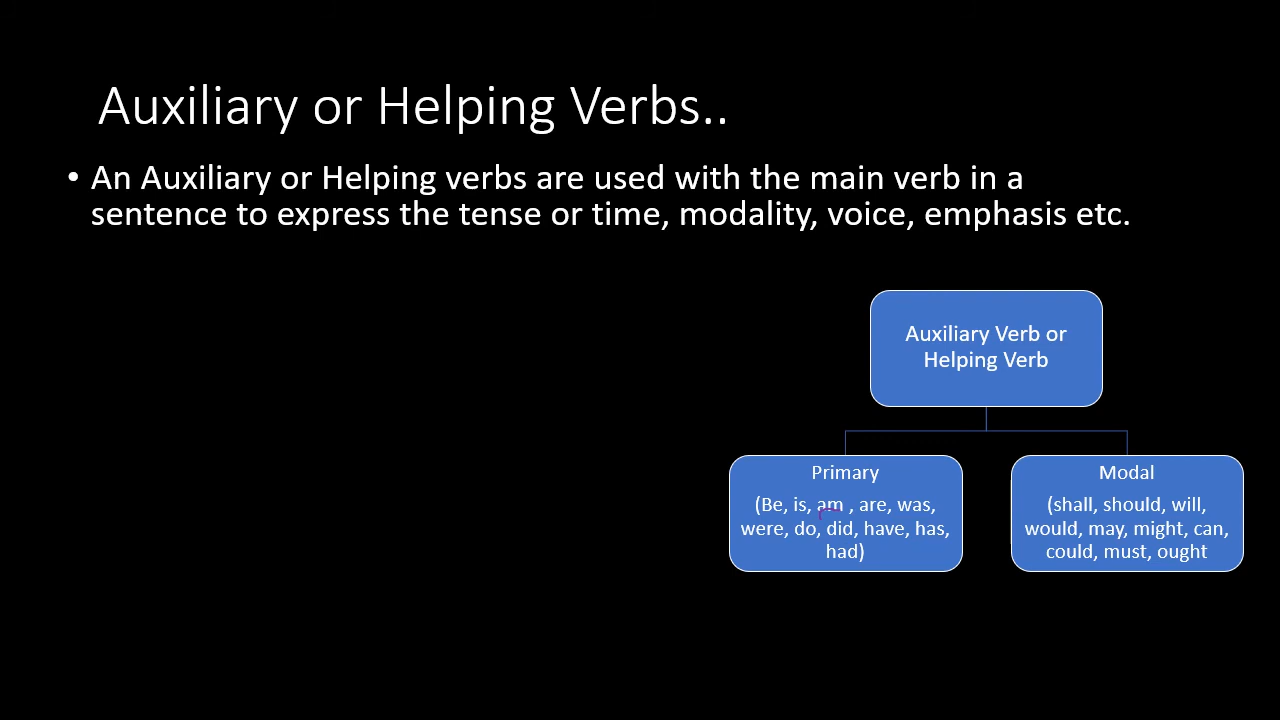 Auxiliary or Helping Verbs..
• An Auxiliary or Helping verbs are used with the main verb in a
sentence to express the tense or time, modality, voice, emphasis etc.
Auxiliary Verb or
Helping Verb
Primary
(Be, is, am , are, was,
were, do, did, have, has,
had)
Modal
(shall, should, will,
would, may, might, can,
could, must, ought